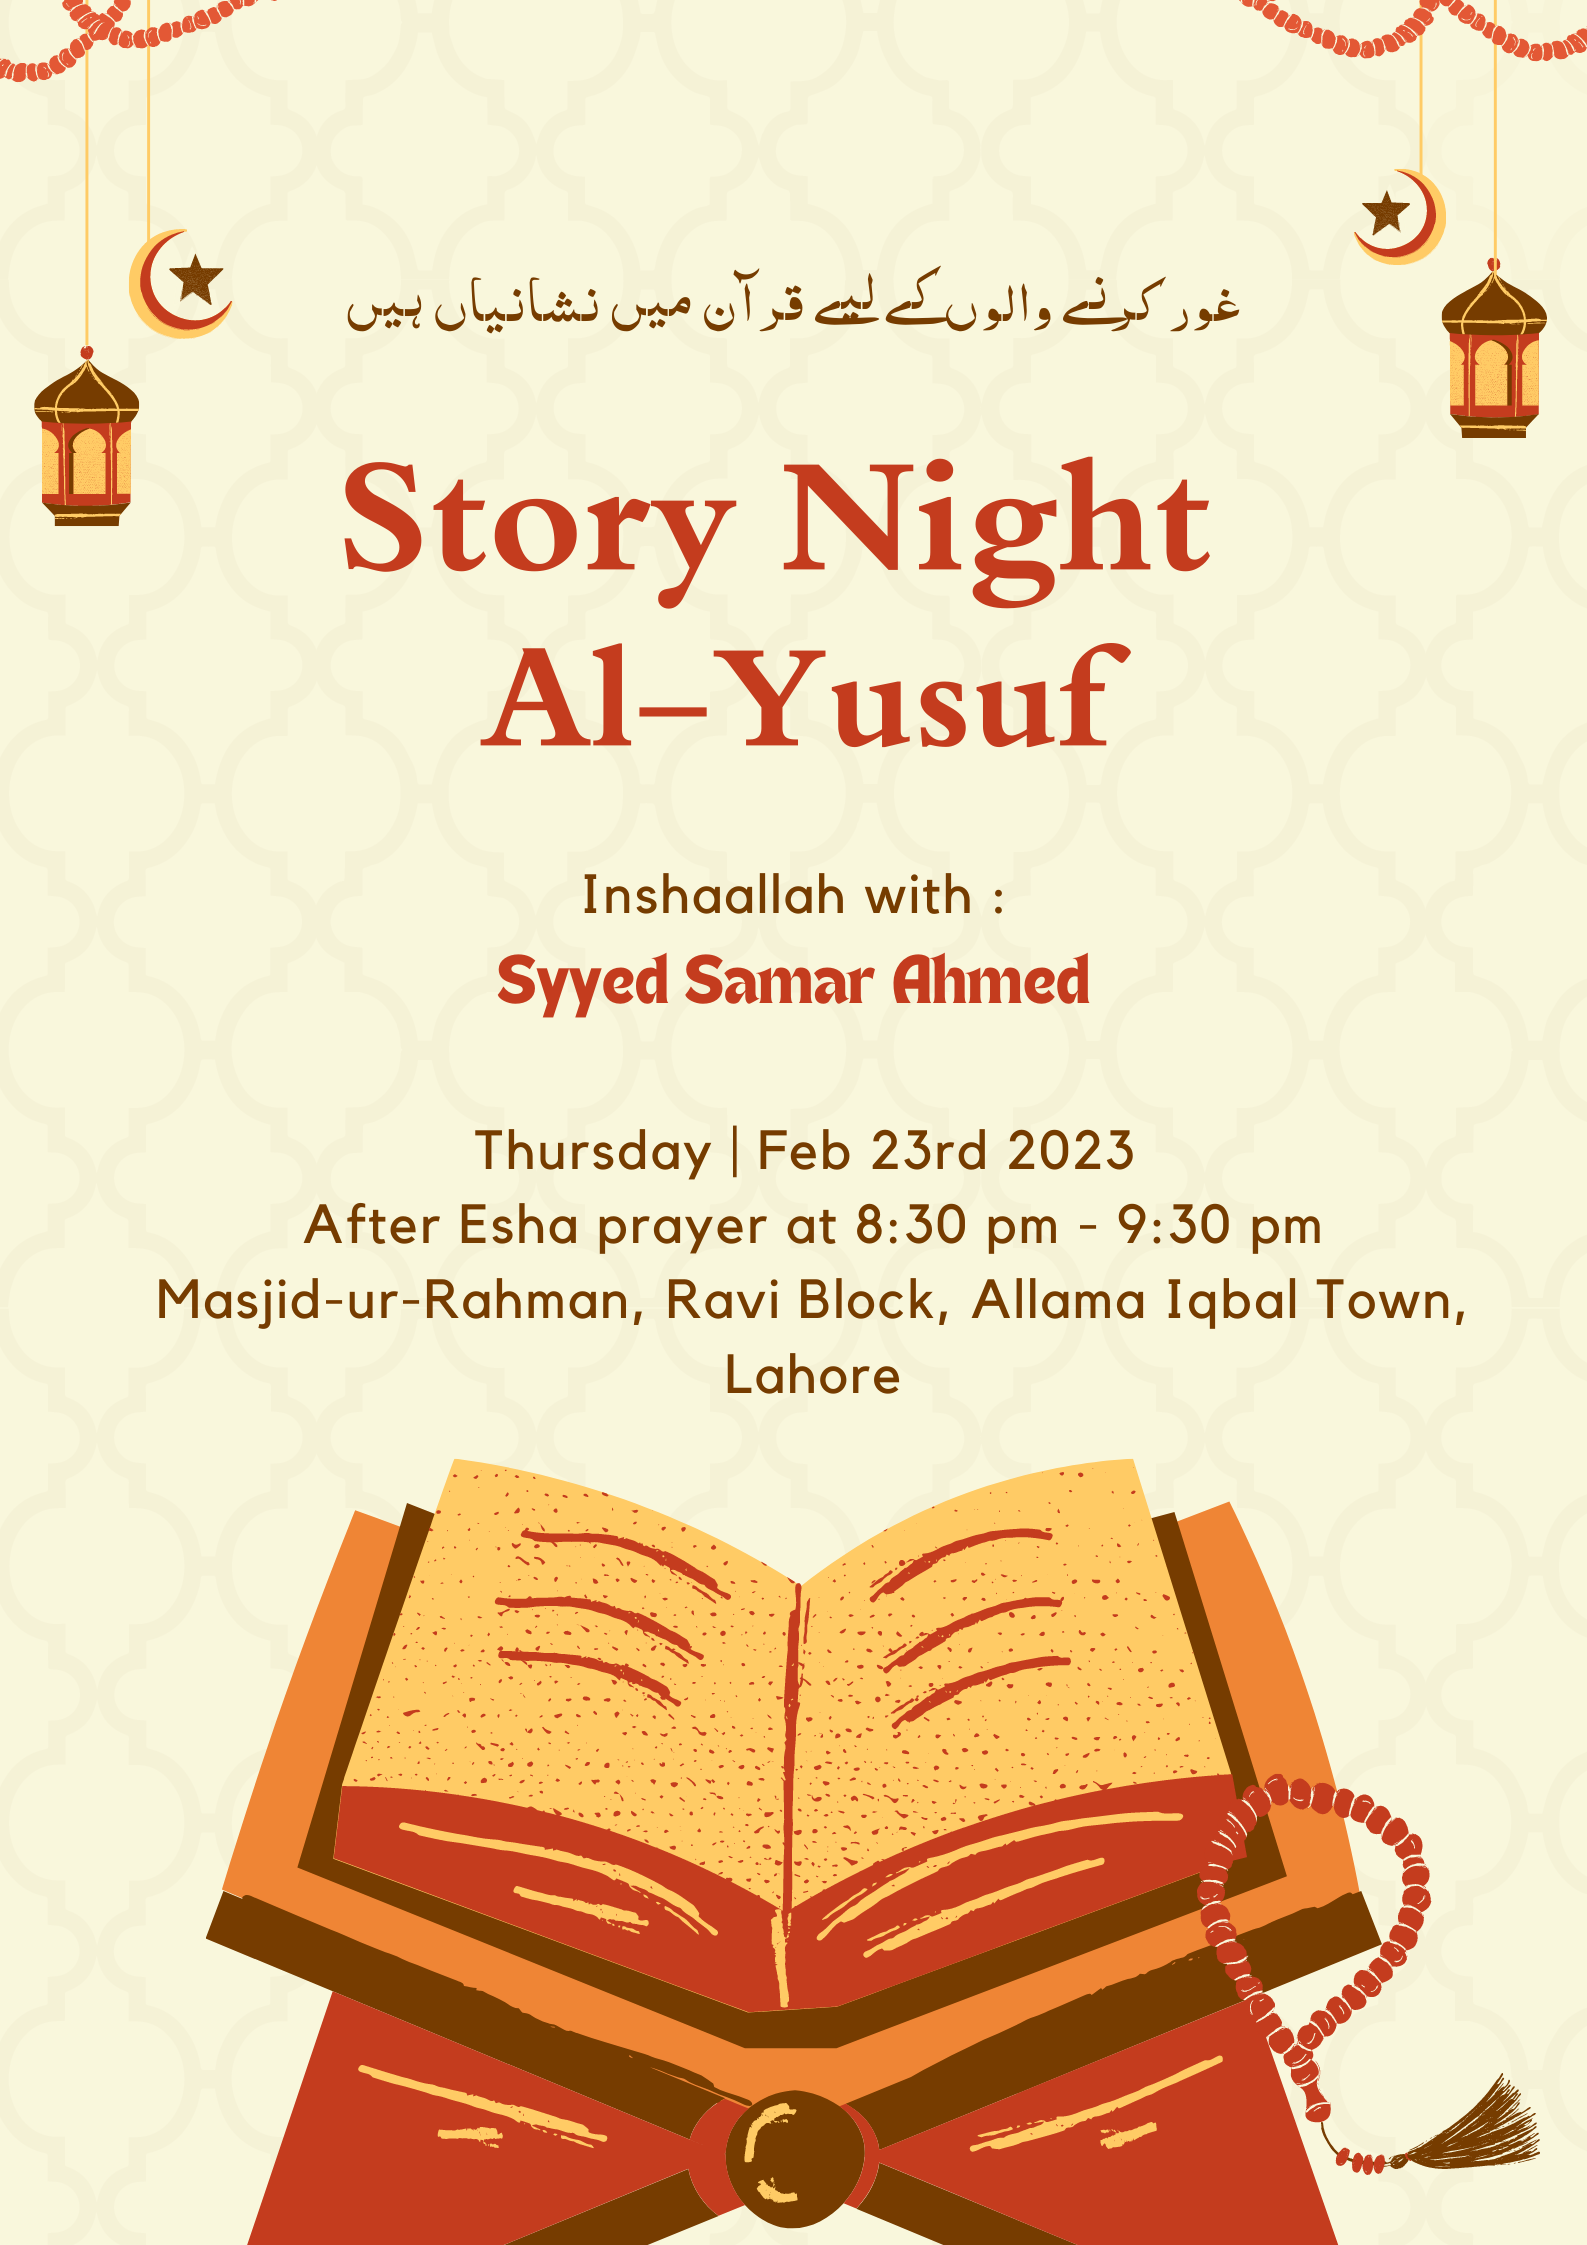 غور کرنے والوں کے لیے قرآن میں نشانیاں ہیں
Story Night
Al–Yusuf
Inshaallah with :
Syyed Samar Ahmed
Thursday | Feb 23rd 2023
After Esha prayer at 8:30 pm - 9:30 pm
Masjid-ur-Rahman, Ravi Block, Allama Iqbal Town,
Lahore